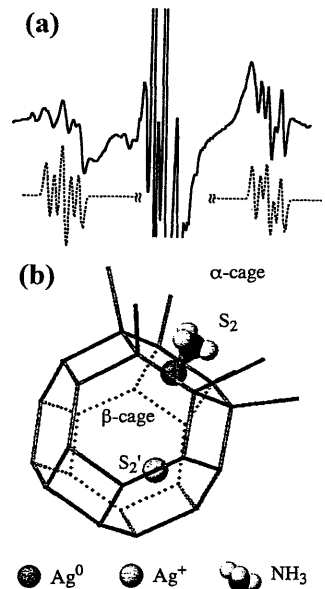 (a)
(b)
α-cage
S₂
β-cage
S₂'
Ag⁰ Ag⁺ NH₃